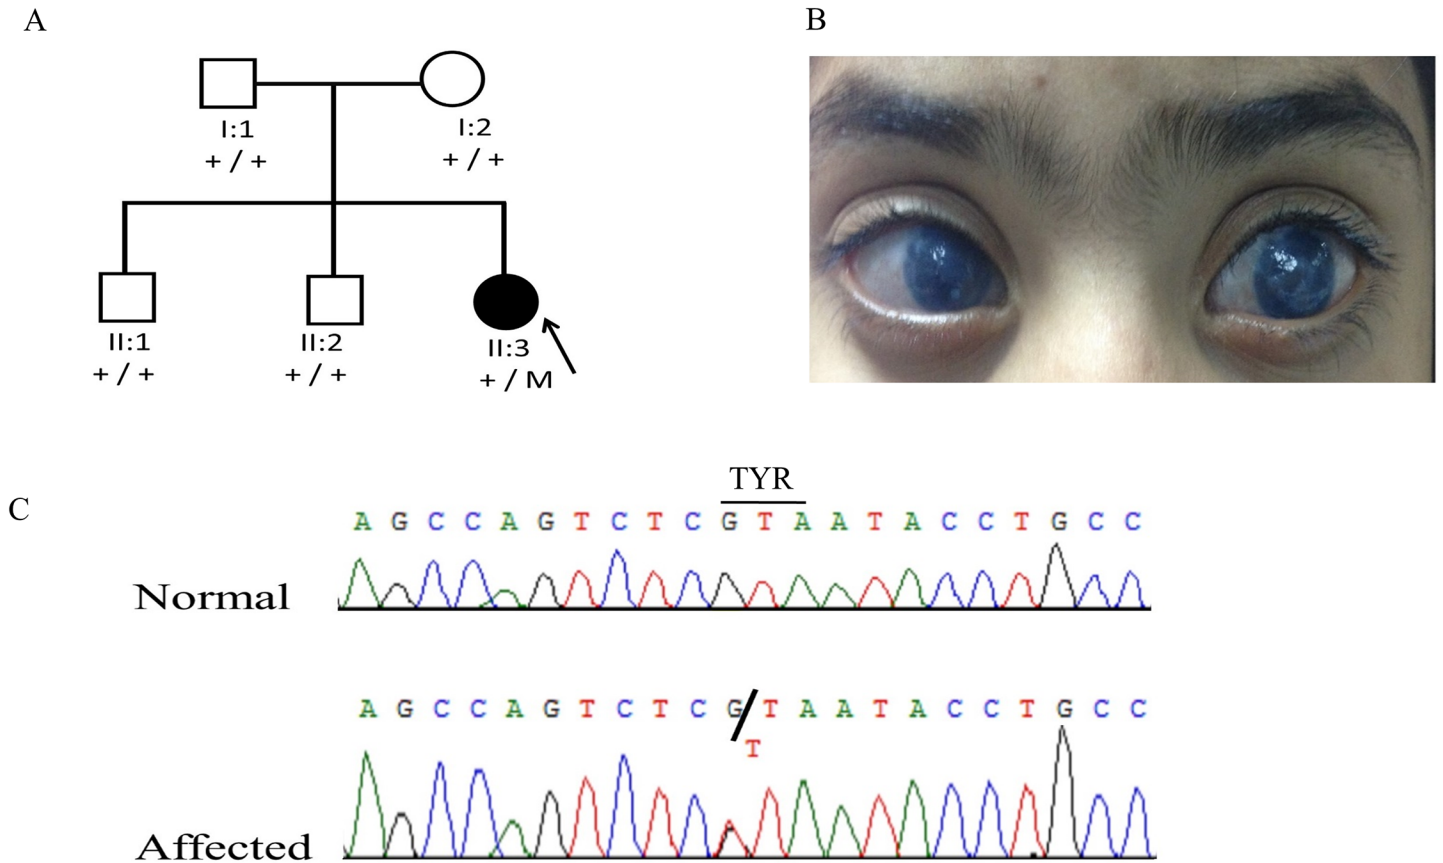 A
B
I:1
I:2
+ / +
+ / +
II:1
II:2
II:3
+ / +
+ / +
+ / M
C
TYR
A G C C A G T C T C G T A A T A C C T G C C
Normal
A G C C A G T C T C G/T A A T A C C T G C C
T
Affected